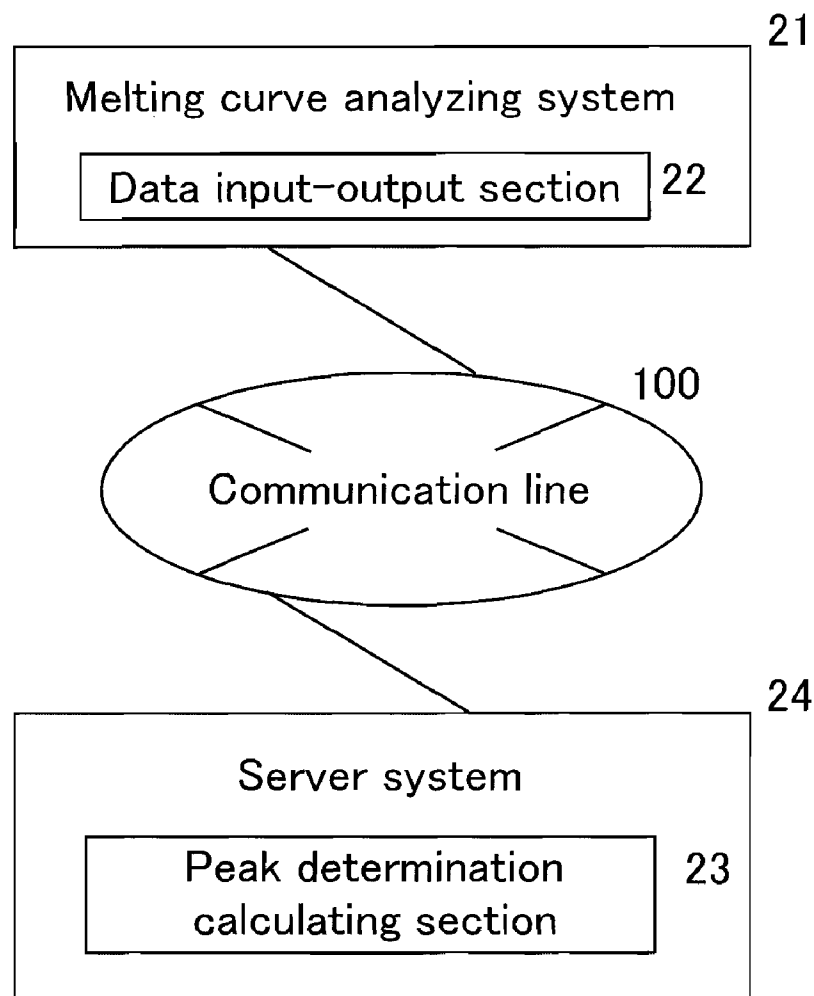 21
Melting curve analyzing system
Data input-output section
22
100
Communication line
24
Server system
Peak determination
calculating section
23